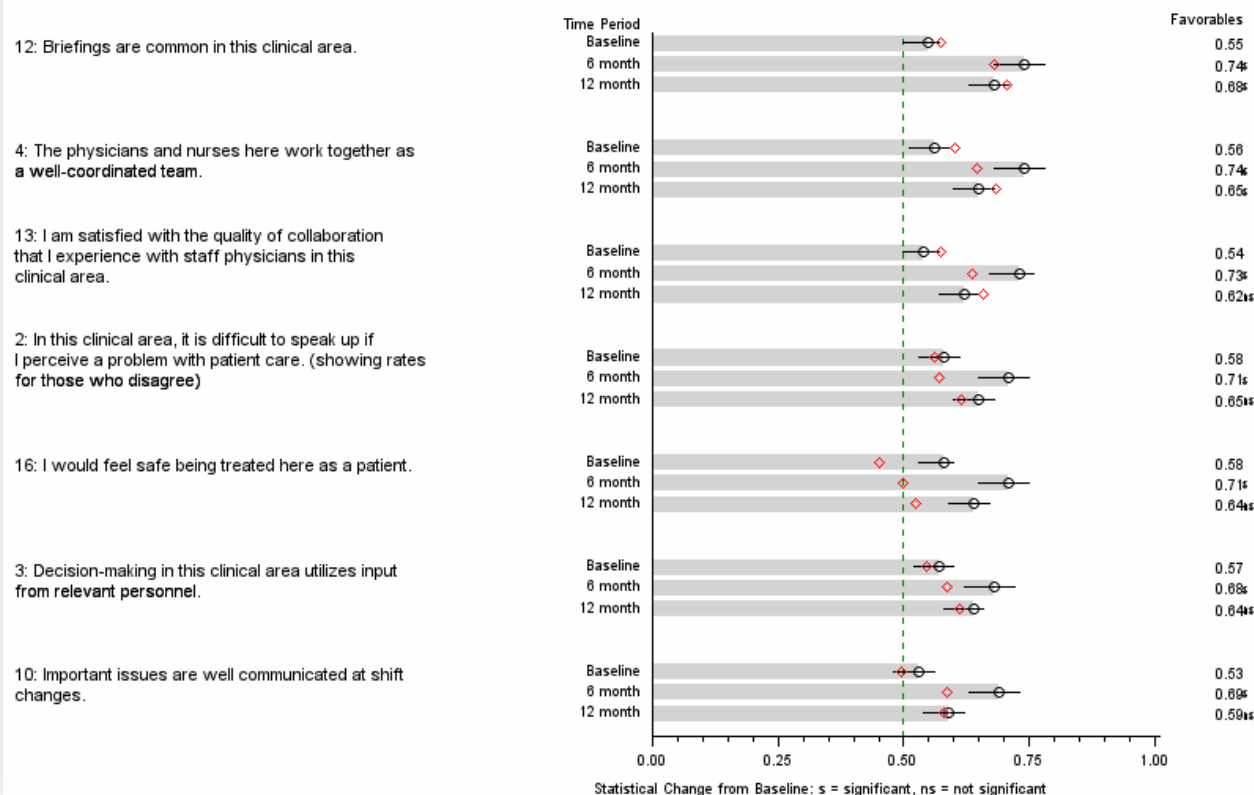 Time Period Favorables
12: Briefings are common in this clinical area.
Baseline 0.55
6 month 0.74s
12 month 0.68s
4: The physicians and nurses here work together as
a well-coordinated team.
Baseline 0.56
6 month 0.74s
12 month 0.65s
13: I am satisfied with the quality of collaboration
that I experience with staff physicians in this
clinical area.
Baseline 0.54
6 month 0.73s
12 month 0.62ns
2: In this clinical area, it is difficult to speak up if
I perceive a problem with patient care. (showing rates
for those who disagree)
Baseline 0.58
6 month 0.71s
12 month 0.65ns
16: I would feel safe being treated here as a patient.
Baseline 0.58
6 month 0.71s
12 month 0.64ns
3: Decision-making in this clinical area utilizes input
from relevant personnel.
Baseline 0.57
6 month 0.68s
12 month 0.64ns
10: Important issues are well communicated at shift
changes.
Baseline 0.53
6 month 0.69s
12 month 0.59ns
0.00 0.25 0.50 0.75 1.00
Statistical Change from Baseline: s = significant, ns = not significant